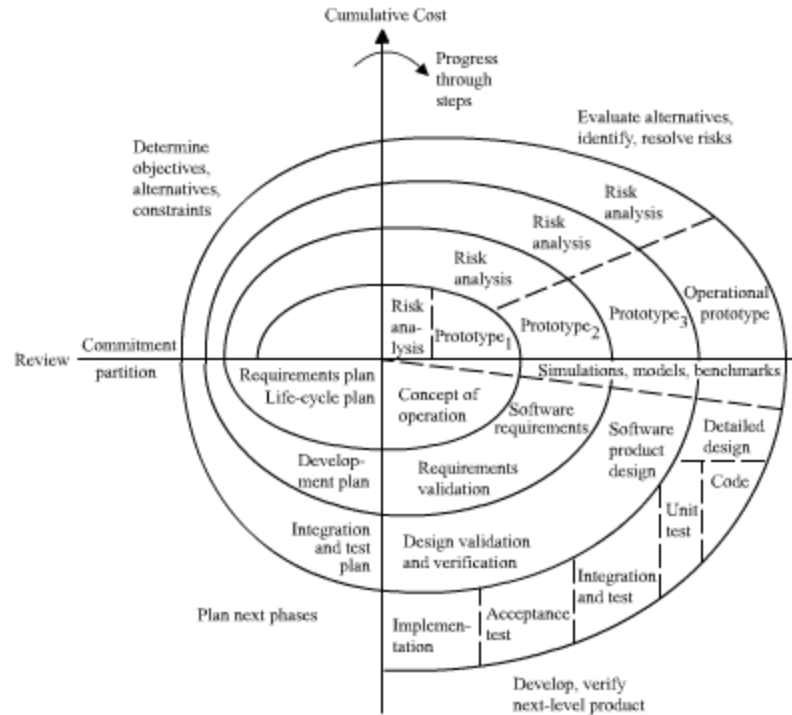 Cumulative Cost
Progress
through
steps
Evaluate alternatives,
identify, resolve risks
Determine
objectives,
alternatives,
constraints
Risk
analysis
Risk
analysis
Risk
analysis
Risk
ana-
lysis
Prototype1
Prototype2
Prototype3
Operational
prototype
Review
Commitment
partition
Simulations, models, benchmarks
Requirements plan
Life-cycle plan
Concept of
operation
Software
requirements
Software
product
design
Detailed
design
Code
Develop-
ment plan
Requirements
validation
Unit
test
Integration
and test
plan
Design validation
and verification
Integration
and test
Plan next phases
Implemen-
tation
Acceptance
test
Develop, verify
next-level product